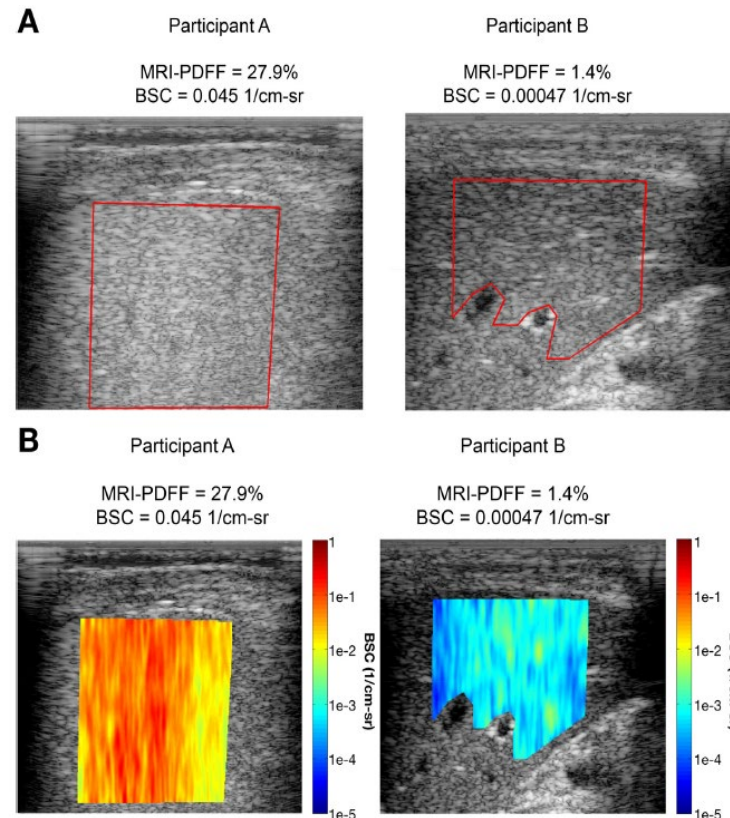 A
Participant A
Participant B
MRI-PDFF = 27.9%
BSC = 0.045 1/cm-sr
MRI-PDFF = 1.4%
BSC = 0.00047 1/cm-sr
B
Participant A
Participant B
MRI-PDFF = 27.9%
BSC = 0.045 1/cm-sr
MRI-PDFF = 1.4%
BSC = 0.00047 1/cm-sr
1
1e-1
1e-2
1e-3
1e-4
1e-5
BSC (1/cm-sr)
1
1e-1
1e-2
1e-3
1e-4
1e-5